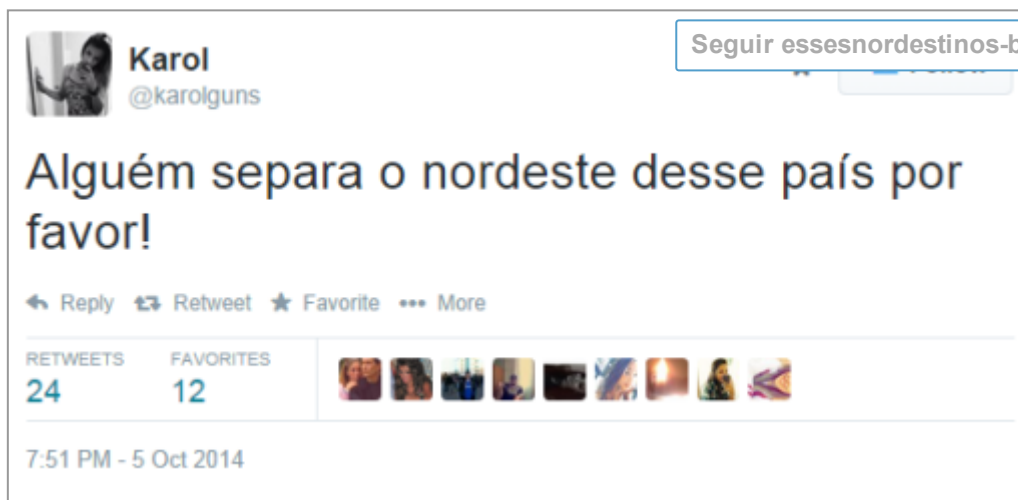 Karol
Seguir essesnordestinos-b
@karolguns
Alguém separa o nordeste desse país por
favor!
Reply Retweet Favorite More
RETWEETS FAVORITES
24 12
7:51 PM - 5 Oct 2014